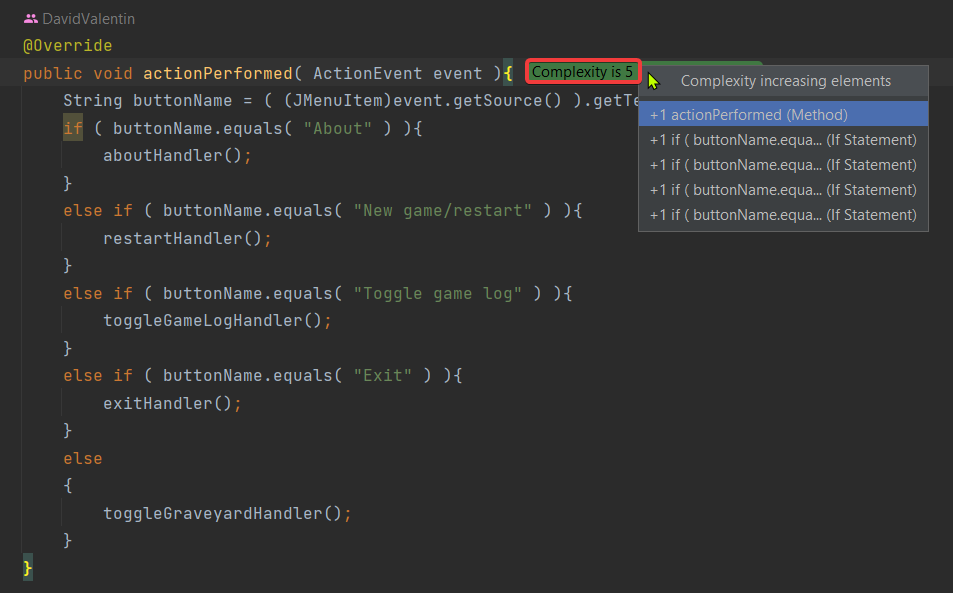 DavidValentin
@Override
public void actionPerformed( ActionEvent event ){ Complexity is 5
Complexity increasing elements
String buttonName = ( (JMenuItem)event.getSource() ).getTe
+1 actionPerformed (Method)
if ( buttonName.equals( "About" ) ){
+1 if ( buttonName.equa... (If Statement)
aboutHandler();
+1 if ( buttonName.equa... (If Statement)
}
+1 if ( buttonName.equa... (If Statement)
else if ( buttonName.equals( "New game/restart" ) ){
+1 if ( buttonName.equa... (If Statement)
restartHandler();
}
else if ( buttonName.equals( "Toggle game log" ) ){
toggleGameLogHandler();
}
else if ( buttonName.equals( "Exit" ) ){
exitHandler();
}
else
{
toggleGraveyardHandler();
}
}